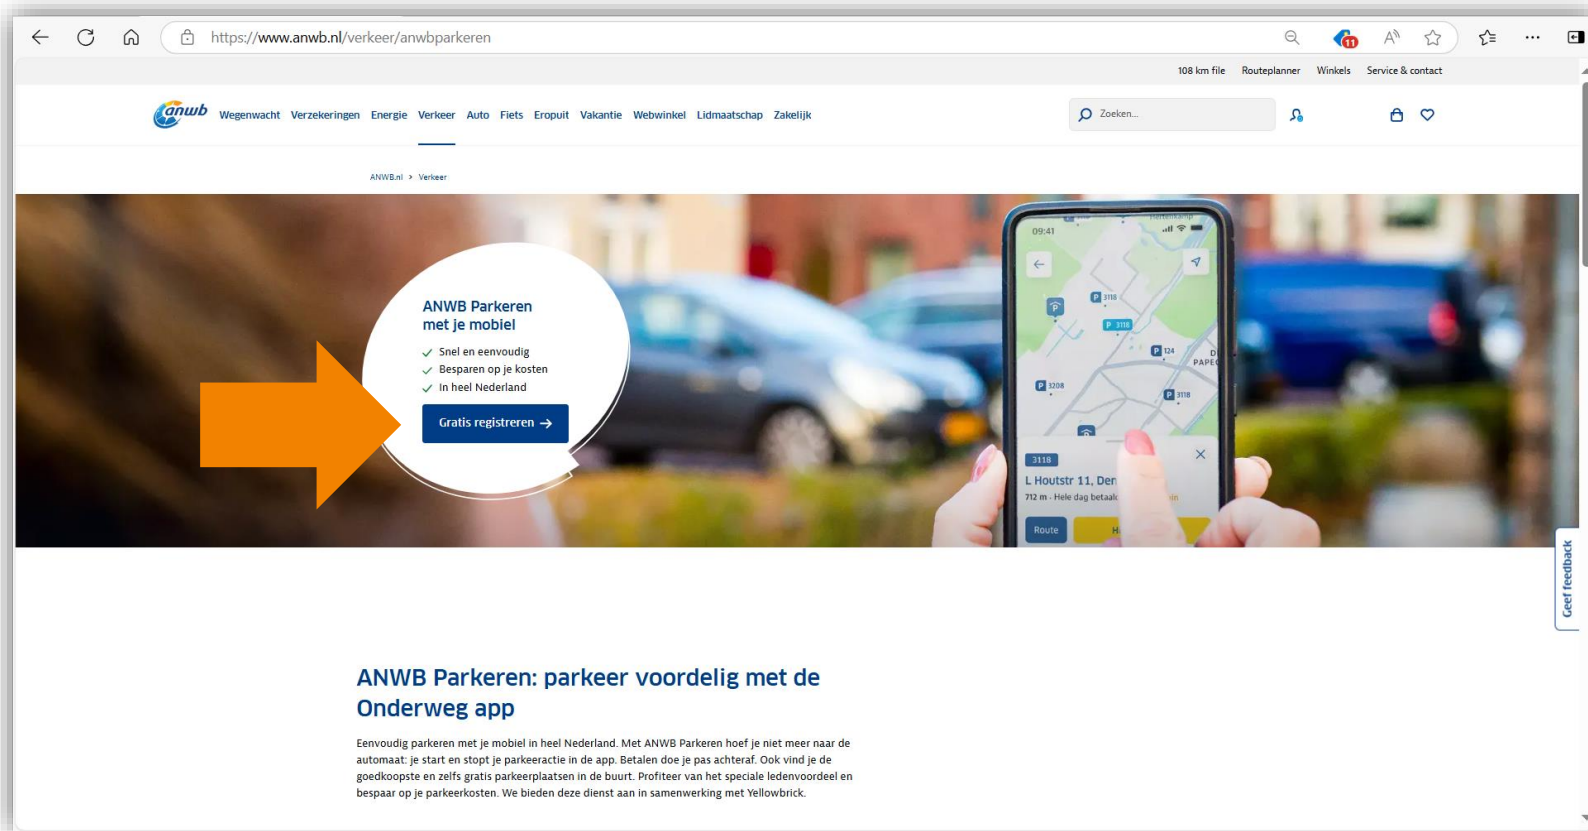 https://www.anwb.nl/verkeer/anwbparkeren
11
108 km file Routeplanner Winkels Service & contact
anwb Wegenwacht Verzekeringen Energie Verkeer Auto Fiets Eropuit Vakantie Webwinkel Lidmaatschap Zakelijk
Zoeken...
ANWB.nl > Verkeer
ANWB Parkeren
met je mobiel
Snel en eenvoudig
Besparen op je kosten
In heel Nederland
Gratis registreren →
09:41
P 3118
P
P 3118
P 124
PAPE
P 3208
P 3118
3118
L Houtstr 11, Den
712 m - Hele dag betaald
Route
Geef feedback
ANWB Parkeren: parkeer voordelig met de
Onderweg app
Eenvoudig parkeren met je mobiel in heel Nederland. Met ANWB Parkeren hoef je niet meer naar de
automaat: je start en stopt je parkeeractie in de app. Betalen doe je pas achteraf. Ook vind je de
goedkoopste en zelfs gratis parkeerplaatsen in de buurt. Profiteer van het speciale ledenvoordeel en
bespaar op je parkeerkosten. We bieden deze dienst aan in samenwerking met Yellowbrick.